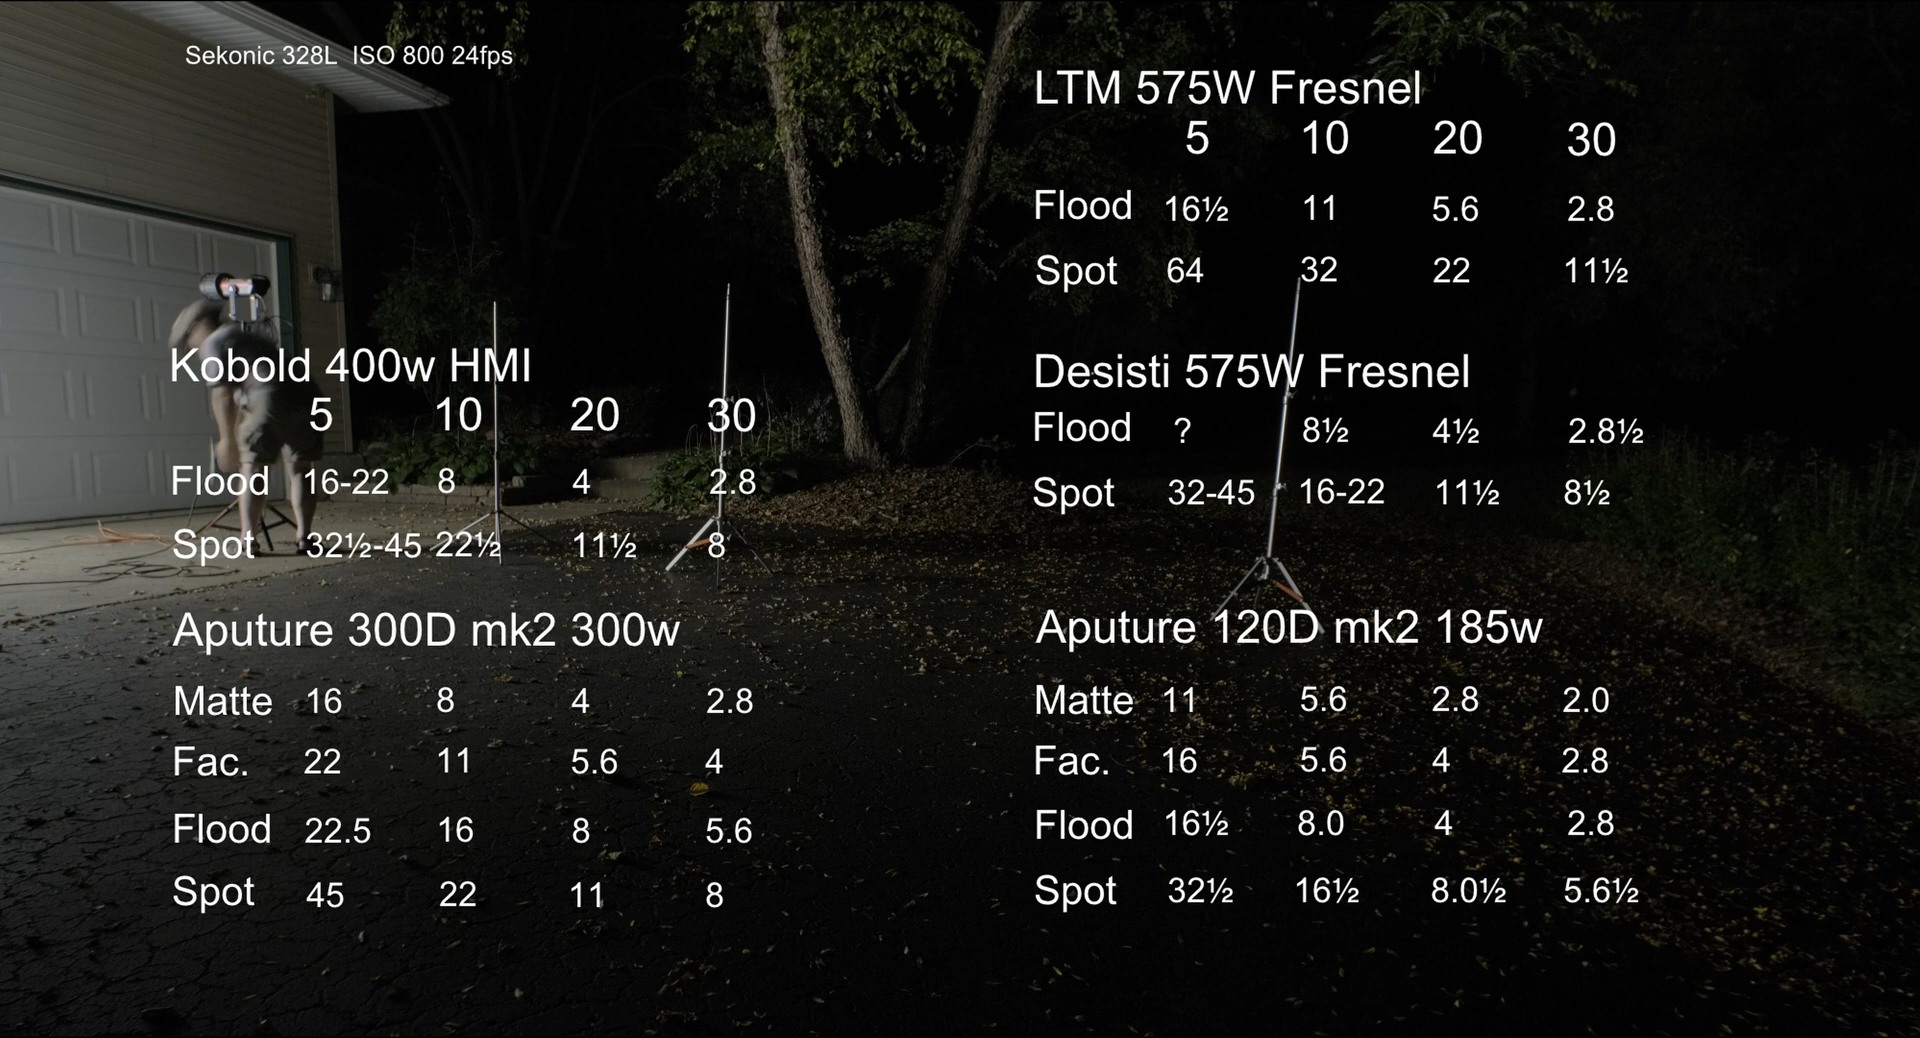 Sekonic 328L ISO 800 24fps
LTM 575W Fresnel
5 10 20 30
Flood 16½ 11 5.6 2.8
Spot 64 32 22 11½
Kobold 400w HMI
5 10 20 30
Flood 16-22 8 4 2.8
Spot 32½-45 22½ 11½ 8
Desisti 575W Fresnel
Flood ? 8½ 4½ 2.8½
Spot 32-45 16-22 11½ 8½
Aputure 300D mk2 300w
Matte 16 8 4 2.8
Fac. 22 11 5.6 4
Flood 22.5 16 8 5.6
Spot 45 22 11 8
Aputure 120D mk2 185w
Matte 11 5.6 2.8 2.0
Fac. 16 5.6 4 2.8
Flood 16½ 8.0 4 2.8
Spot 32½ 16½ 8.0½ 5.6½